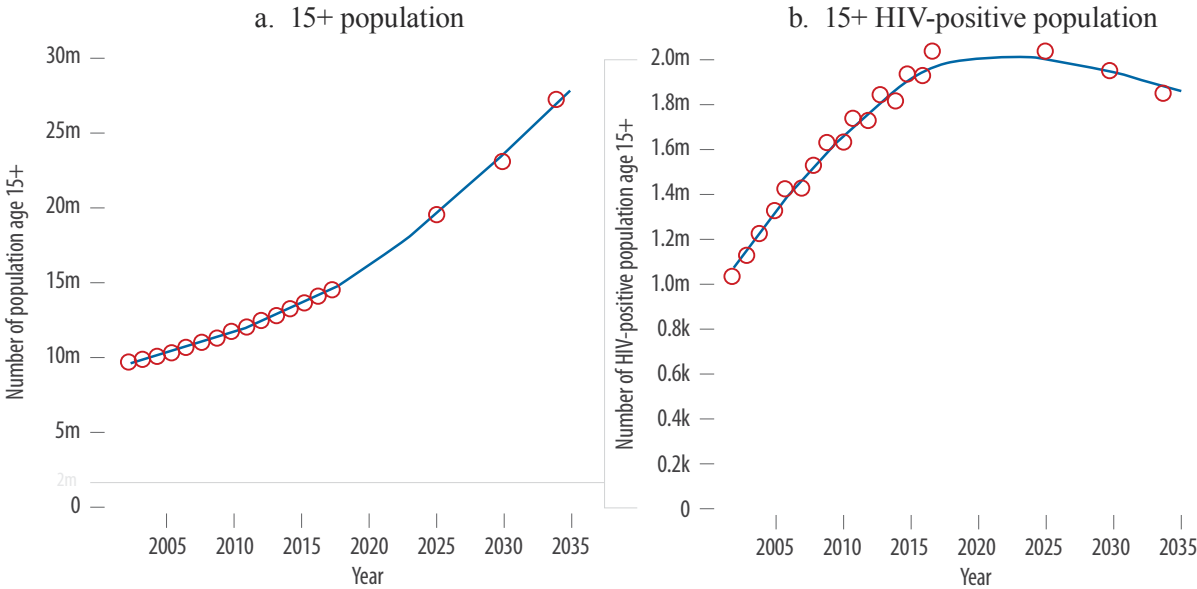 a. 15+ population
30m
25m
20m
15m
10m
5m
2m
0
Number of population age 15+
2005 2010 2015 2020 2025 2030 2035
Year
b. 15+ HIV-positive population
2.0m
1.8m
1.6m
1.4m
1.2m
1.0m
0.8k
0.6k
0.4k
0.2k
0
Number of HIV-positive population age 15+
2005 2010 2015 2020 2025 2030 2035
Year